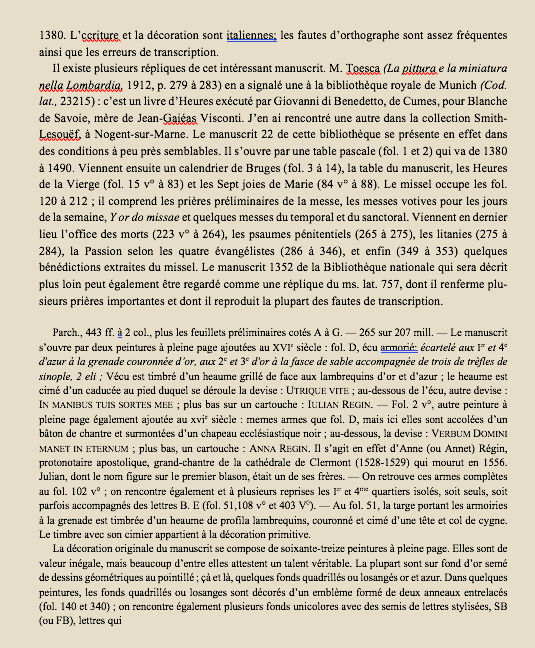 1380. L'ccriture et la décoration sont italiennes; les fautes d'orthographe sont assez fréquentes
ainsi que les erreurs de transcription.
Il existe plusieurs répliques de cet intéressant manuscrit. M. Toesca (La pittura e la miniatura
nella Lombardia, 1912, p. 279 à 283) en a signalé une à la bibliothèque royale de Munich (Cod.
lat., 23215) : c'est un livre d'Heures exécuté par Giovanni di Benedetto, de Cumes, pour Blanche
de Savoie, mère de Jean-Gaiéas Visconti. J'en ai rencontré une autre dans la collection Smith-
Lesouëf, à Nogent-sur-Marne. Le manuscrit 22 de cette bibliothèque se présente en effet dans
des conditions à peu près semblables. Il s'ouvre par une table pascale (fol. 1 et 2) qui va de 1380
à 1490. Viennent ensuite un calendrier de Bruges (fol. 3 à 14), la table du manuscrit, les Heures
de la Vierge (fol. 15 v° à 83) et les Sept joies de Marie (84 v° à 88). Le missel occupe les fol.
120 à 212 ; il comprend les prières préliminaires de la messe, les messes votives pour les jours
de la semaine, Y or do missae et quelques messes du temporal et du sanctoral. Viennent en dernier
lieu l'office des morts (223 v° à 264), les psaumes pénitentiels (265 à 275), les litanies (275 à
284), la Passion selon les quatre évangélistes (286 à 346), et enfin (349 à 353) quelques
bénédictions extraites du missel. Le manuscrit 1352 de la Bibliothèque nationale qui sera décrit
plus loin peut également être regardé comme une réplique du ms. lat. 757, dont il renferme plu-
sieurs prières importantes et dont il reproduit la plupart des fautes de transcription.
Parch., 443 ff. à 2 col., plus les feuillets préliminaires cotés A à G. — 265 sur 207 mill. — Le manuscrit
s'ouvre par deux peintures à pleine page ajoutées au XVIe siècle : fol. D, écu armorié: écartelé aux 1er et 4e
d'azur à la grenade couronnée d'or, aux 2e et 3e d'or à la fasce de sable accompagnée de trois de trèfles de
sinople, 2 eli ; Vécu est timbré d'un heaume grillé de face aux lambrequins d'or et d'azur ; le heaume est
cimé d'un caducée au pied duquel se déroule la devise : UTRIQUE VITE ; au-dessous de l'écu, autre devise :
IN MANIBUS TUIS SORTES MEE ; plus bas sur un cartouche : IULIAN REGIN. — Fol. 2 v°, autre peinture à
pleine page également ajoutée au xvie siècle : memes armes que fol. D, mais ici elles sont accolées d'un
bâton de chantre et surmontées d'un chapeau ecclésiastique noir ; au-dessous, la devise : VERBUM DOMINI
MANET IN ETERNUM ; plus bas, un cartouche : ANNA REGIN. Il s'agit en effet d'Anne (ou Annet) Régin,
protonotaire apostolique, grand-chantre de la cathédrale de Clermont (1528-1529) qui mourut en 1556.
Julian, dont le nom figure sur le premier blason, était un de ses frères. — On retrouve ces armes complètes
au fol. 102 v° ; on rencontre également et à plusieurs reprises les 1er et 4me quartiers isolés, soit seuls, soit
parfois accompagnés des lettres B. E (fol. 51,108 v° et 403 V°). — Au fol. 51, la targe portant les armoiries
à la grenade est timbrée d'un heaume de profila lambrequins, couronné et cimé d'une tête et col de cygne.
Le timbre avec son cimier appartient à la décoration primitive.
La décoration originale du manuscrit se compose de soixante-treize peintures à pleine page. Elles sont de
valeur inégale, mais beaucoup d'entre elles attestent un talent véritable. La plupart sont sur fond d'or semé
de dessins géométriques au pointillé ; çà et là, quelques fonds quadrillés ou losangés or et azur. Dans quelques
peintures, les fonds quadrillés ou losanges sont décorés d'un emblème formé de deux anneaux entrelacés
(fol. 140 et 340) ; on rencontre également plusieurs fonds unicolores avec des semis de lettres stylisées, SB
(ou FB), lettres qui